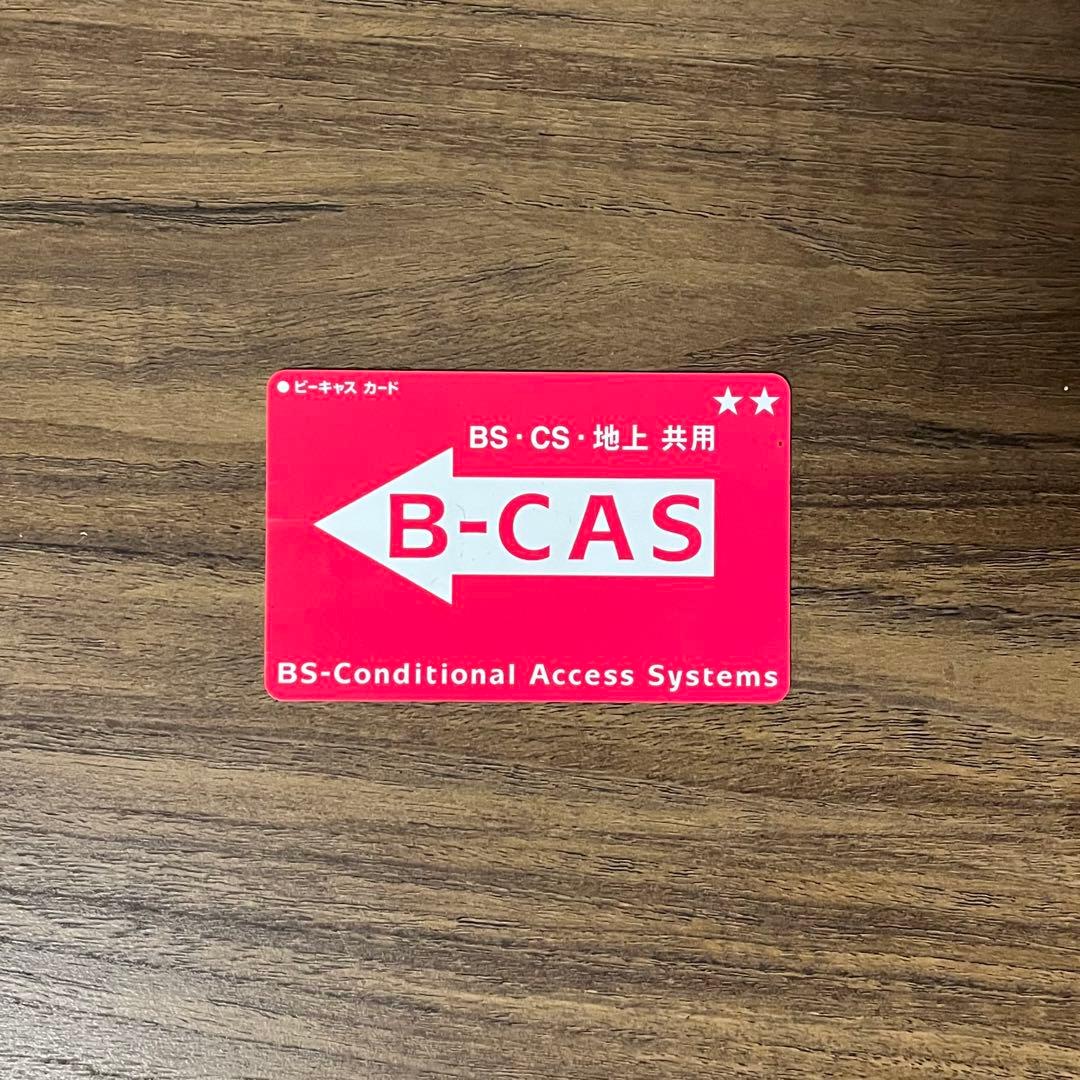 ●ビーキャス カード
★★
BS・CS・地上 共用
B-CAS
BS-Conditional Access Systems